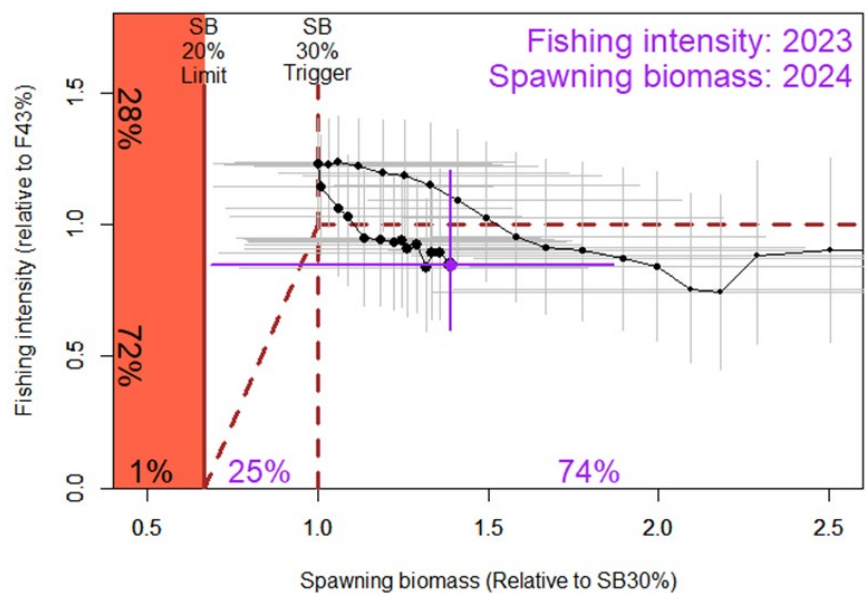 SB
20%
Limit
SB
30%
Trigger
Fishing intensity: 2023
Spawning biomass: 2024
Fishing intensity (relative to F43%)
1.5
1.0
0.5
0.0
28%
72%
1%
25%
74%
0.5
1.0
1.5
2.0
2.5
Spawning biomass (Relative to SB30%)